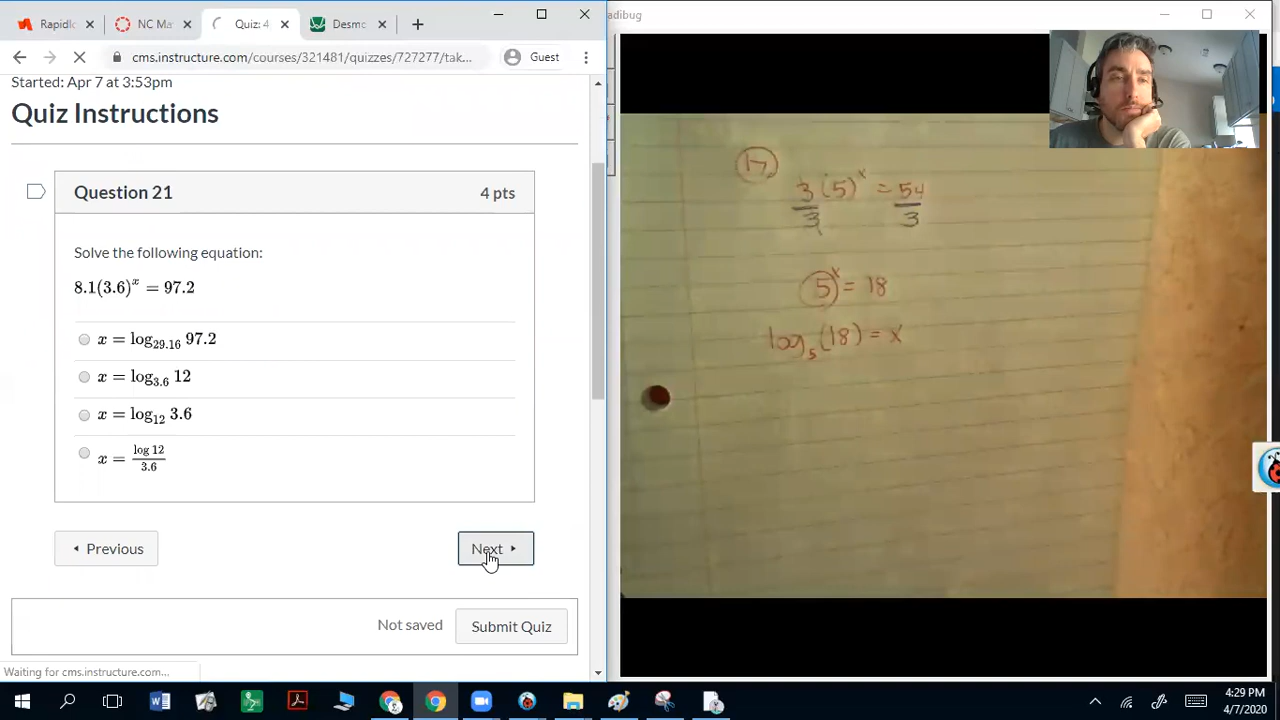 Rapidl
NC Ma
Quiz: 4
Desmo
adibug
cms.instructure.com/courses/321481/quizzes/727277/tak...
Guest
Started: Apr 7 at 3:53pm
Quiz Instructions
Question 21
4 pts
Solve the following equation:
8.1(3.6)^x = 97.2
x = log_29.16 97.2
x = log_3.6 12
x = log_12 3.6
x = log 12 / 3.6
Previous
Next
Not saved
Submit Quiz
Waiting for cms.instructure.com...
17
3(5)^x = 54
3 3
5^x = 18
log_5(18) = x
4:29 PM
4/7/2020